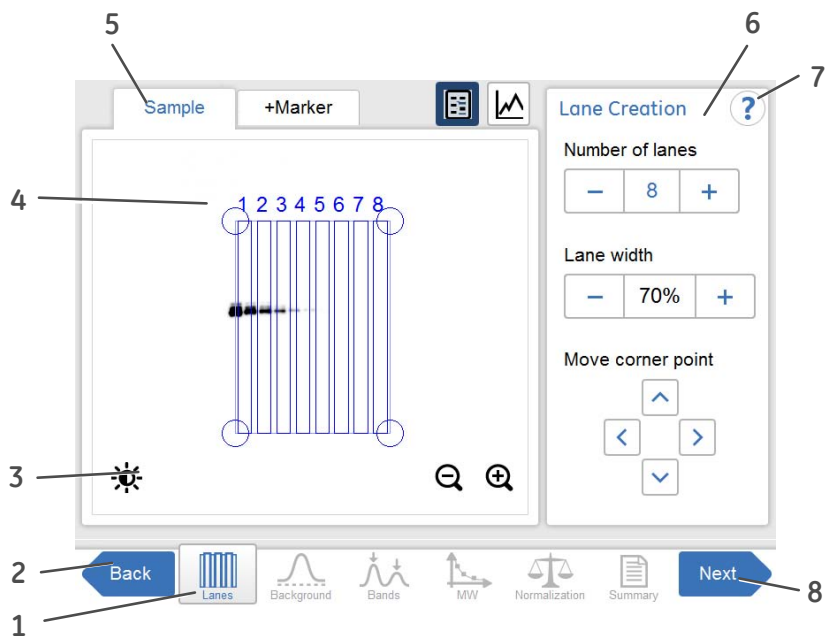 5
6
7
Sample
+Marker
Lane Creation
?
Number of lanes
− 8 +
4
1 2 3 4 5 6 7 8
Lane width
− 70% +
Move corner point
3
2
Back
Lanes
Background
Bands
MW
Normalization
Summary
Next
8
1